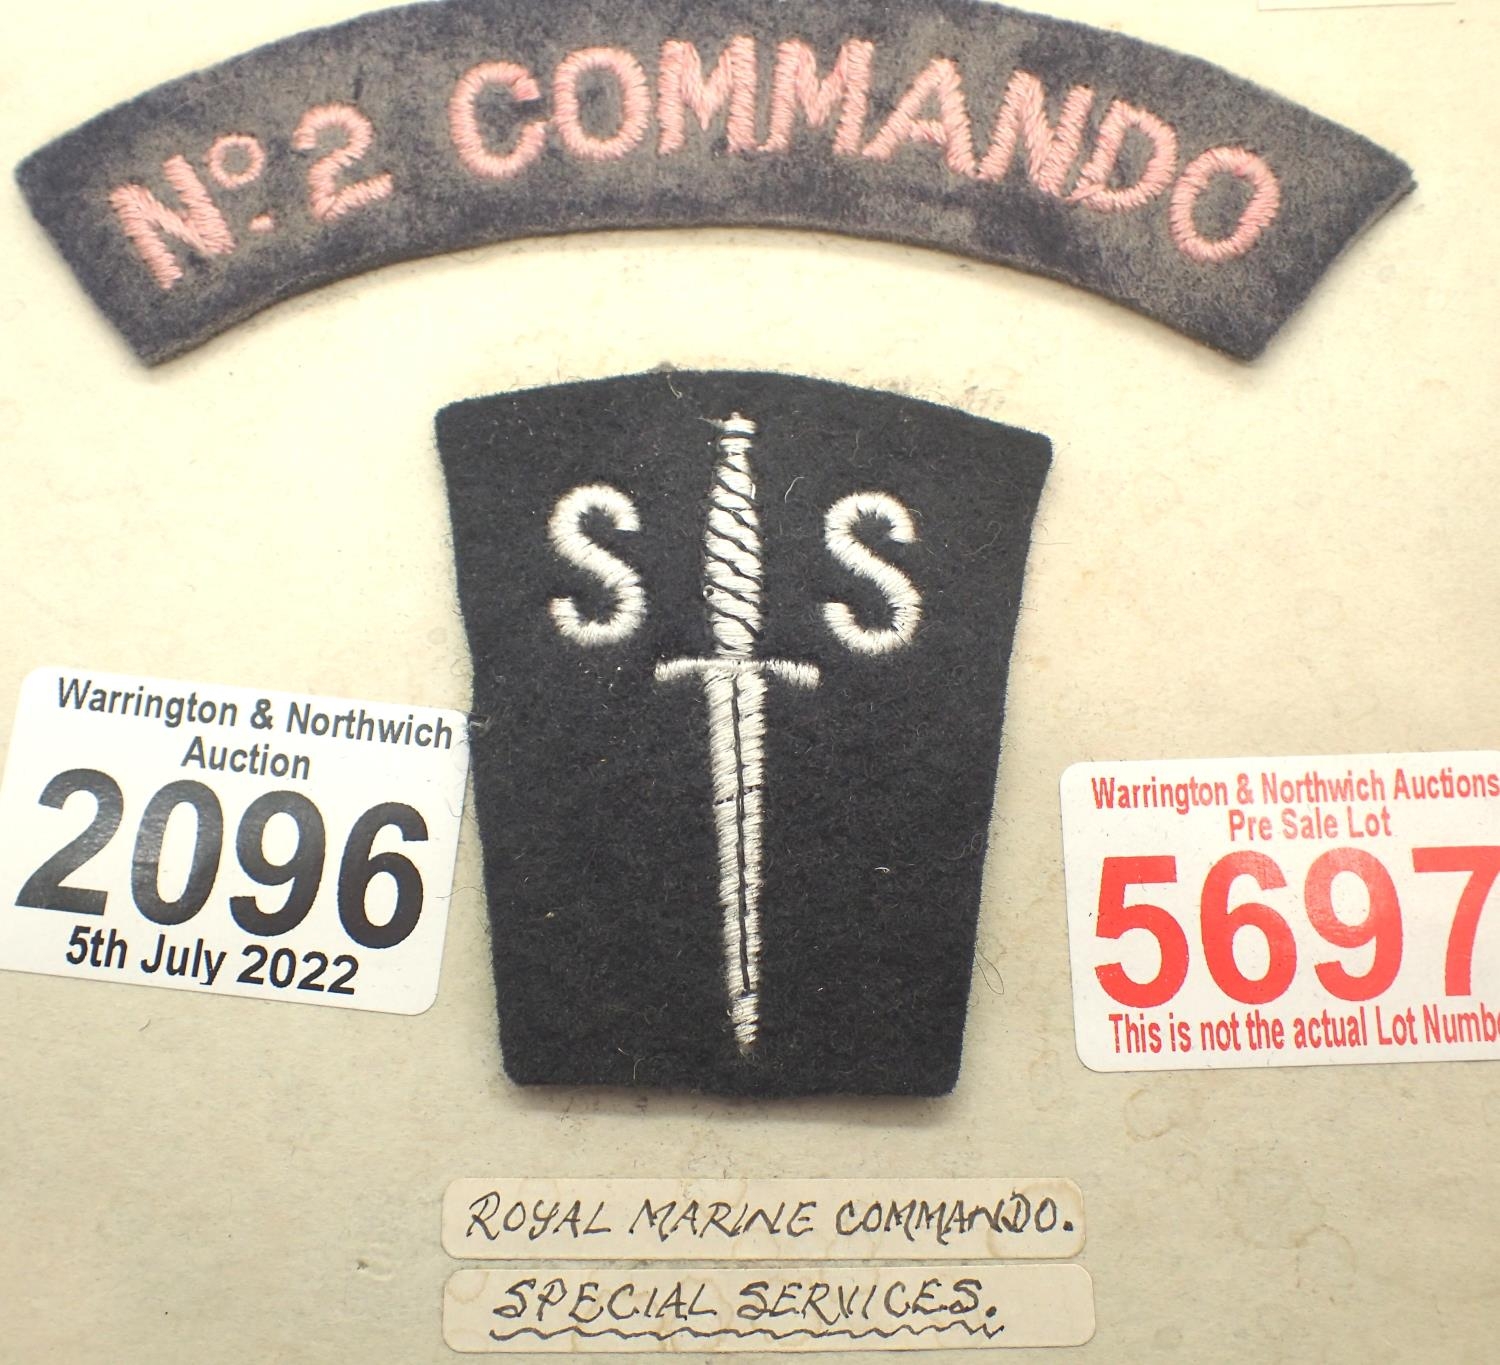 Nº. 2 COMMANDO
S S
Warrington & Northwich
Auction
2096
5th July 2022
Warrington & Northwich Auctions
Pre Sale Lot
5697
This is not the actual Lot Numbe
ROYAL MARINE COMMANDO.
SPECIAL SERVICES.